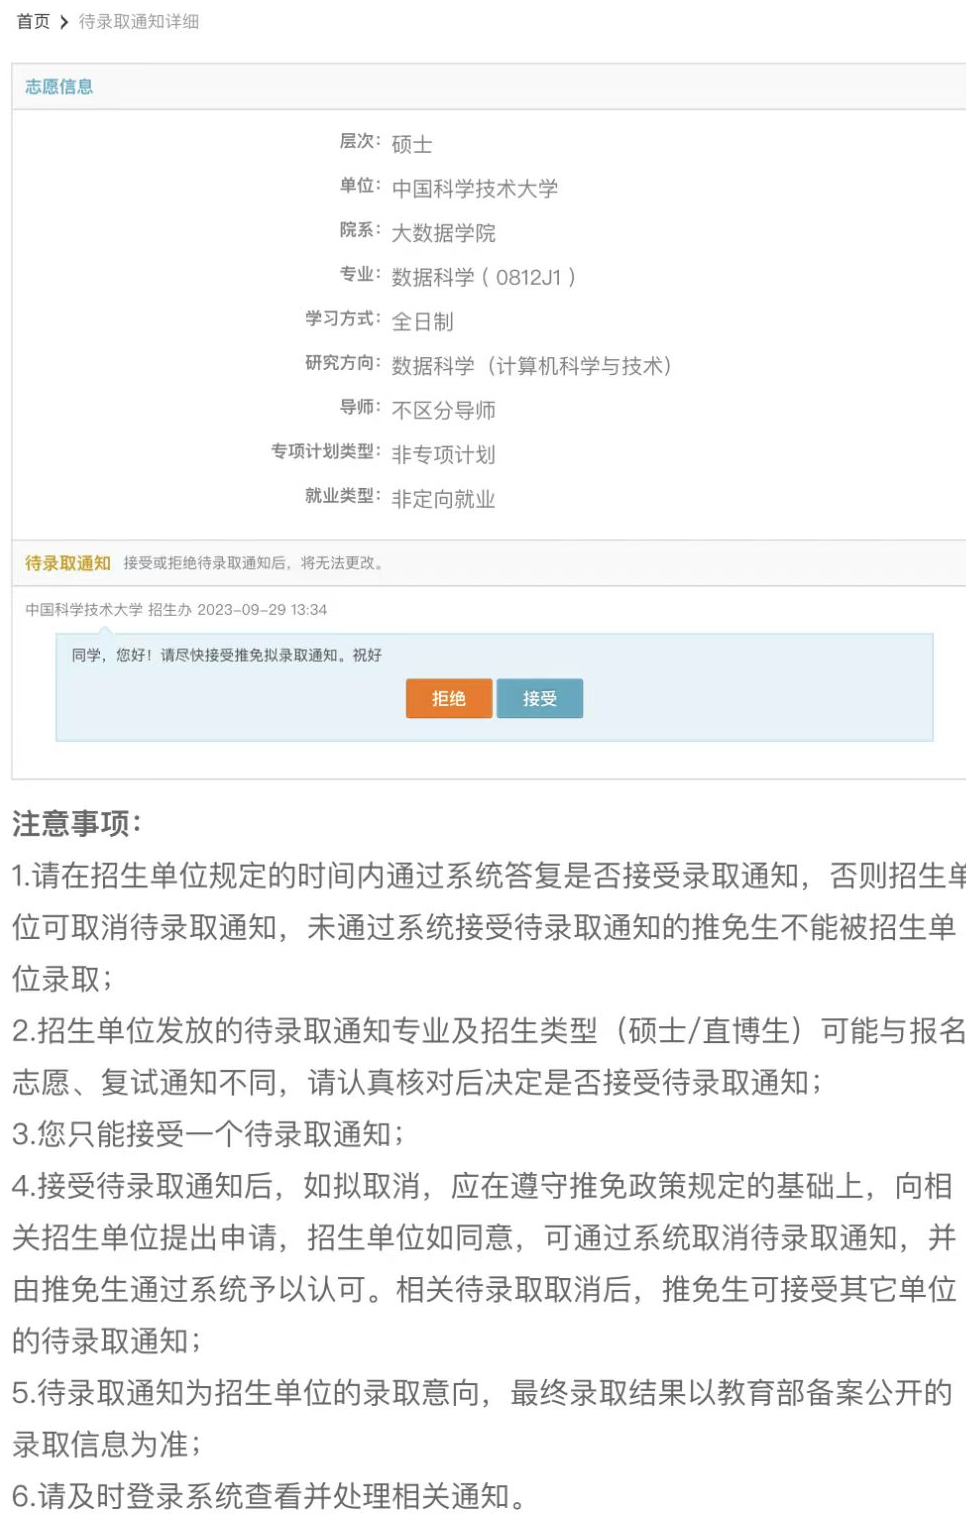 首页 > 待录取通知详细
志愿信息
层次: 硕士
单位: 中国科学技术大学
院系: 大数据学院
专业: 数据科学 ( 0812J1 )
学习方式: 全日制
研究方向: 数据科学（计算机科学与技术）
导师: 不区分导师
专项计划类型: 非专项计划
就业类型: 非定向就业
待录取通知 接受或拒绝待录取通知后，将无法更改。
中国科学技术大学 招生办 2023-09-29 13:34
同学，您好！请尽快接受推免拟录取通知。祝好
拒绝 接受
注意事项：
1.请在招生单位规定的时间内通过系统答复是否接受录取通知，否则招生单
位可取消待录取通知，未通过系统接受待录取通知的推免生不能被招生单
位录取；
2.招生单位发放的待录取通知专业及招生类型（硕士/直博生）可能与报名
志愿、复试通知不同，请认真核对后决定是否接受待录取通知；
3.您只能接受一个待录取通知；
4.接受待录取通知后，如拟取消，应在遵守推免政策规定的基础上，向相
关招生单位提出申请，招生单位如同意，可通过系统取消待录取通知，并
由推免生通过系统予以认可。相关待录取取消后，推免生可接受其它单位
的待录取通知；
5.待录取通知为招生单位的录取意向，最终录取结果以教育部备案公开的
录取信息为准；
6.请及时登录系统查看并处理相关通知。